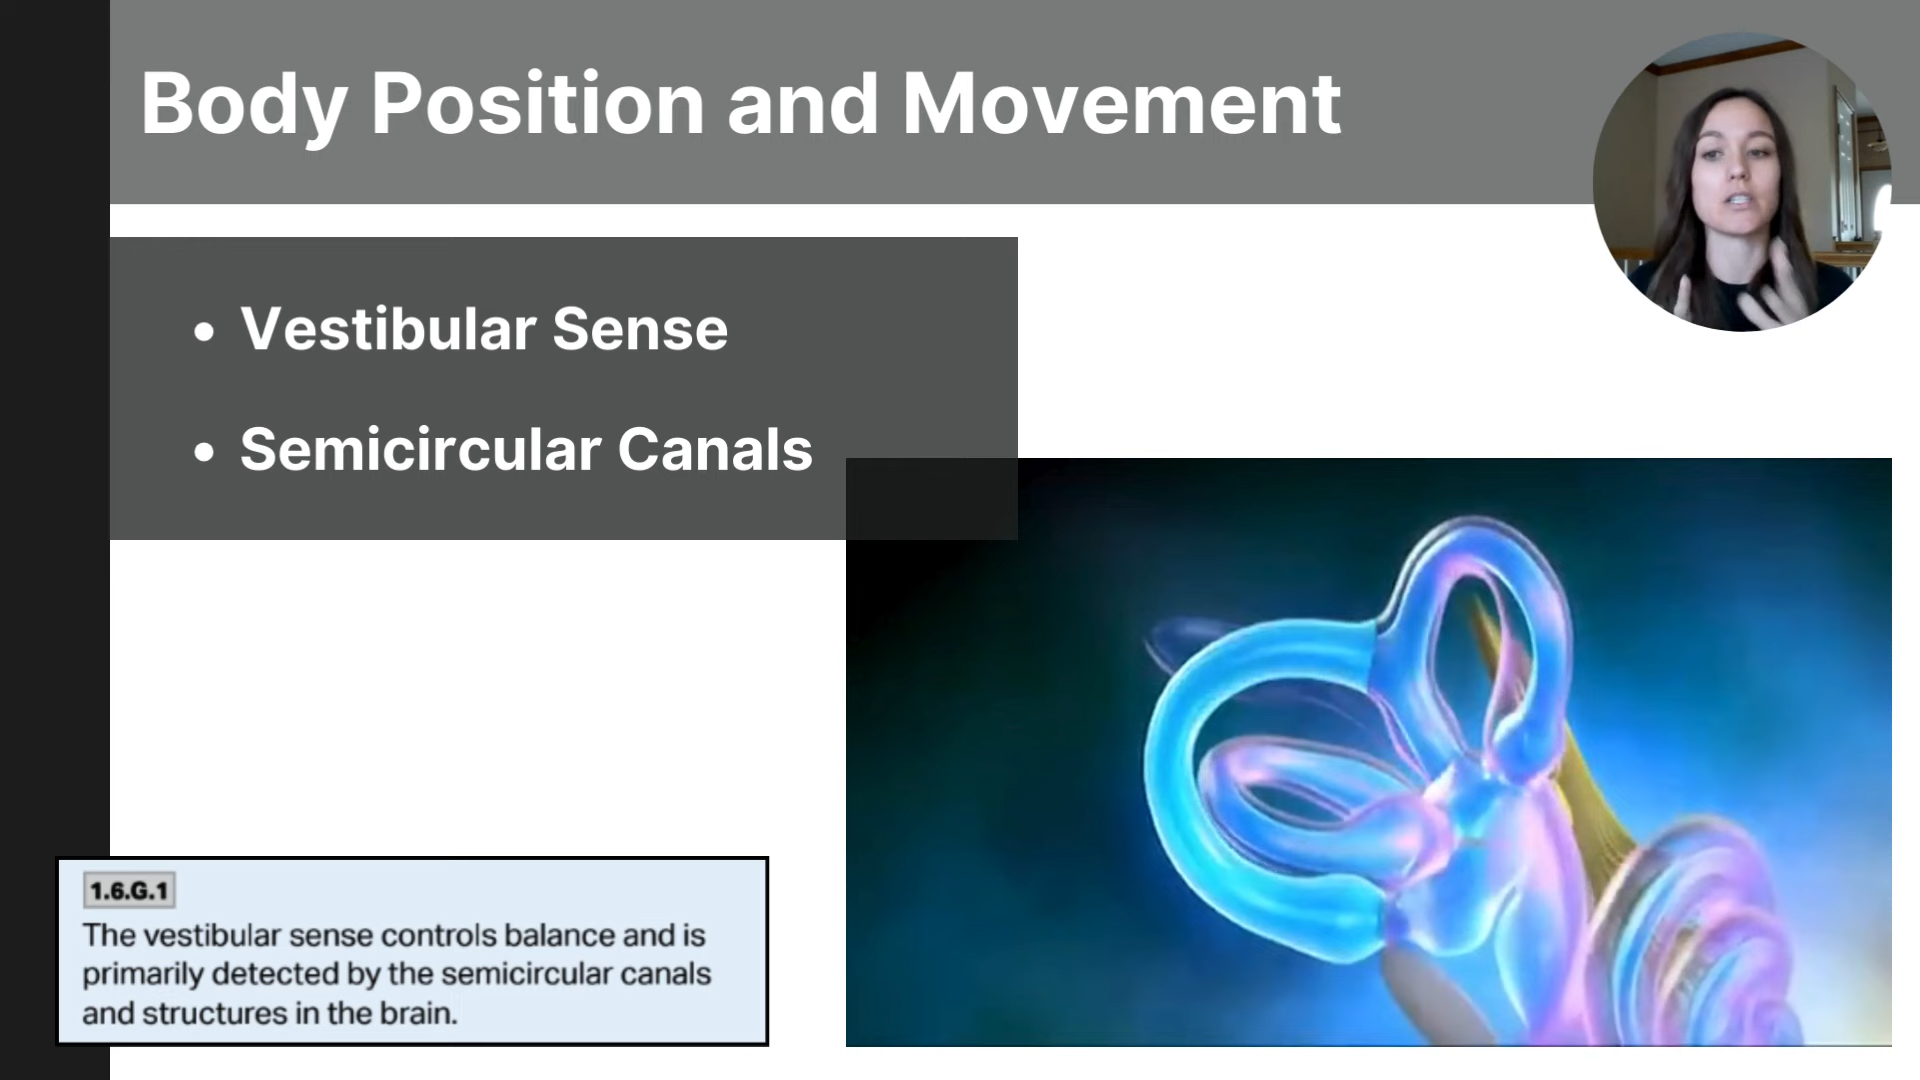 Body Position and Movement
• Vestibular Sense
• Semicircular Canals
1.6.G.1
The vestibular sense controls balance and is
primarily detected by the semicircular canals
and structures in the brain.